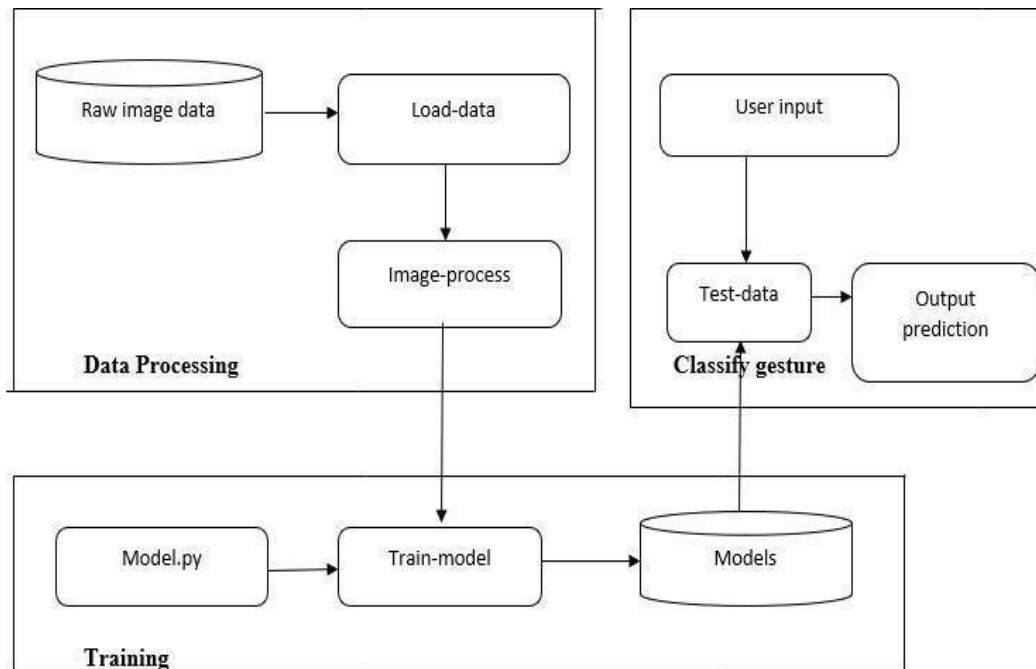 Raw image data
Load-data
Image-process
Data Processing
User input
Test-data
Output
prediction
Classify gesture
Model.py
Train-model
Models
Training